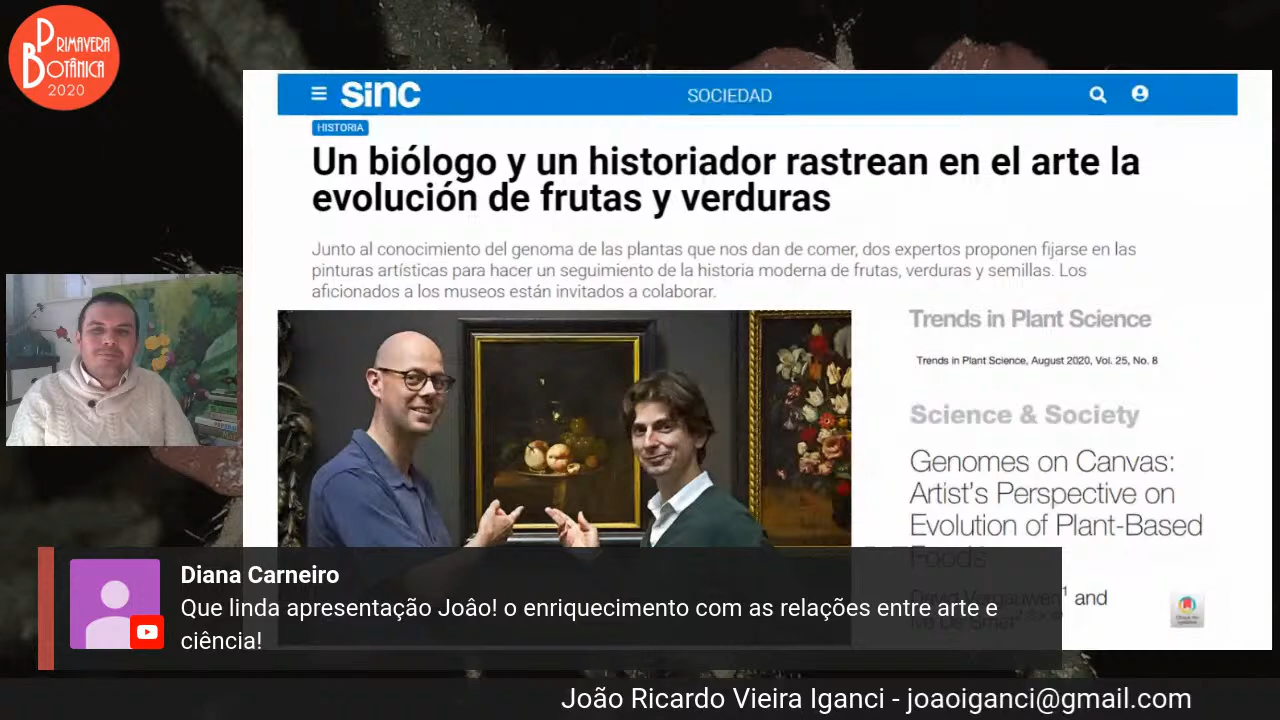 PRIMAVERA
BOTÂNICA
2020
sinc
SOCIEDAD
HISTORIA
Un biólogo y un historiador rastrean en el arte la
evolución de frutas y verduras
Junto al conocimiento del genoma de las plantas que nos dan de comer, dos expertos proponen fijarse en las
pinturas artísticas para hacer un seguimiento de la historia moderna de frutas, verduras y semillas. Los
aficionados a los museos están invitados a colaborar.
Trends in Plant Science
Trends in Plant Science, August 2020, Vol. 25, No. 8
Science & Society
Genomes on Canvas:
Artist's Perspective on
Evolution of Plant-Based
Foods
David Vergauwen¹ and
Ive De Smet
Diana Carneiro
Que linda apresentação Joâo! o enriquecimento com as relações entre arte e
ciência!
João Ricardo Vieira Iganci - joaoiganci@gmail.com